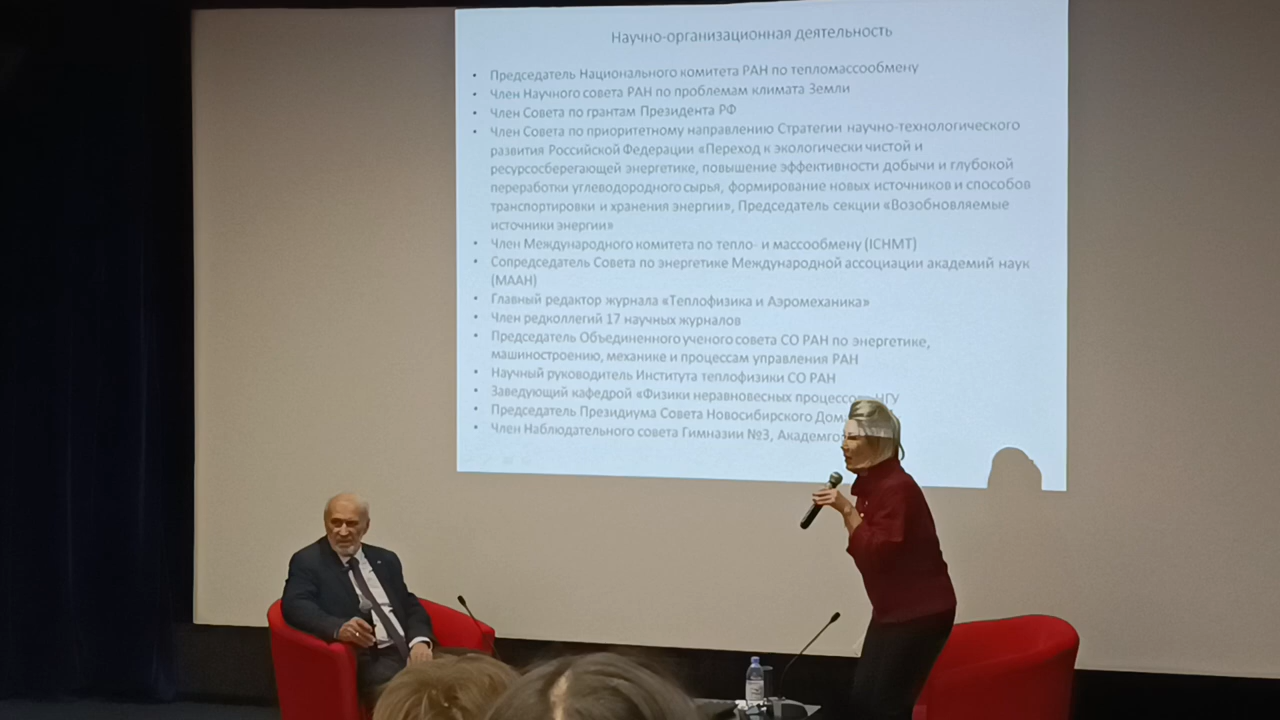 Научно-организационная деятельность
• Председатель Национального комитета РАН по тепломассообмену
• Член Научного совета РАН по проблемам климата Земли
• Член Совета по грантам Президента РФ
• Член Совета по приоритетному направлению Стратегии научно-технологического
развития Российской Федерации «Переход к экологически чистой и
ресурсосберегающей энергетике, повышение эффективности добычи и глубокой
переработки углеводородного сырья, формирование новых источников и способов
транспортировки и хранения энергии», Председатель секции «Возобновляемые
источники энергии»
• Член Международного комитета по тепло- и массообмену (ICHMT)
• Сопредседатель Совета по энергетике Международной ассоциации академий наук
(МААН)
• Главный редактор журнала «Теплофизика и Аэромеханика»
• Член редколлегий 17 научных журналов
• Председатель Объединенного ученого совета СО РАН по энергетике,
машиностроению, механике и процессам управления РАН
• Научный руководитель Института теплофизики СО РАН
• Заведующий кафедрой «Физики неравновесных процессов» НГУ
• Председатель Президиума Совета Новосибирского
• Член Наблюдательного совета Гимназии №3,